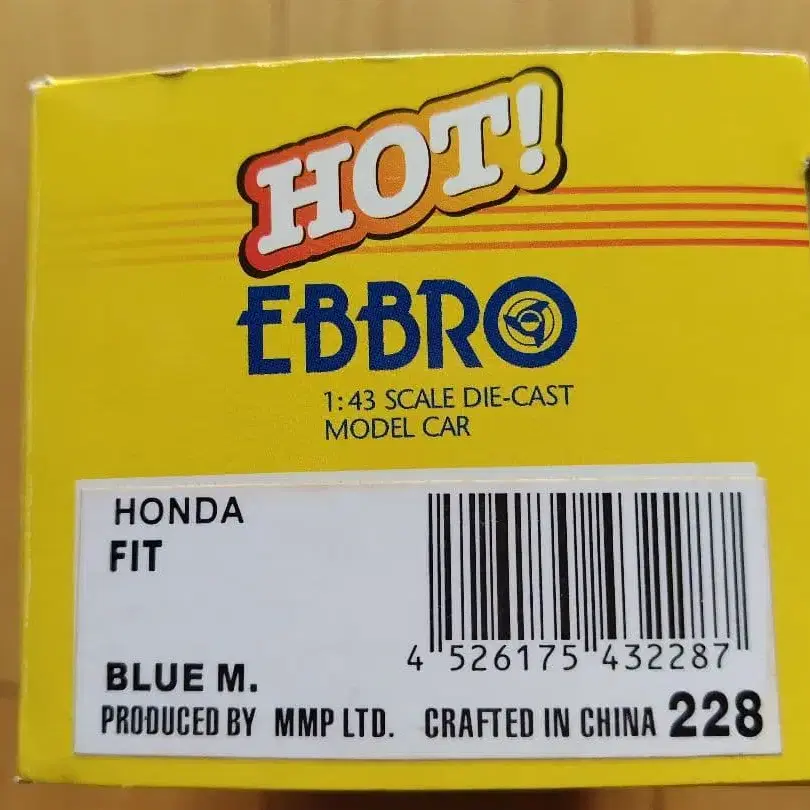 HOT!
EBBRO
1:43 SCALE DIE-CAST
MODEL CAR
HONDA
FIT
4 526175 432287
BLUE M.
PRODUCED BY MMP LTD. CRAFTED IN CHINA 228